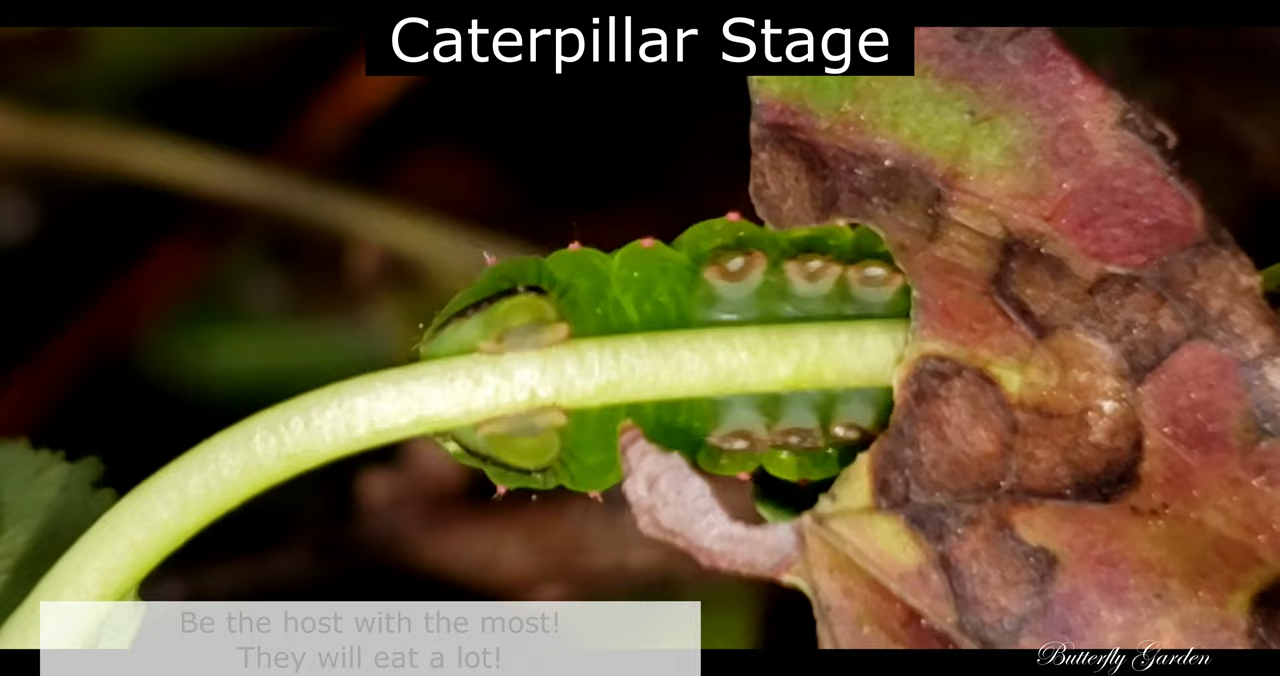 Caterpillar Stage
Be the host with the most!
They will eat a lot!
Butterfly Garden